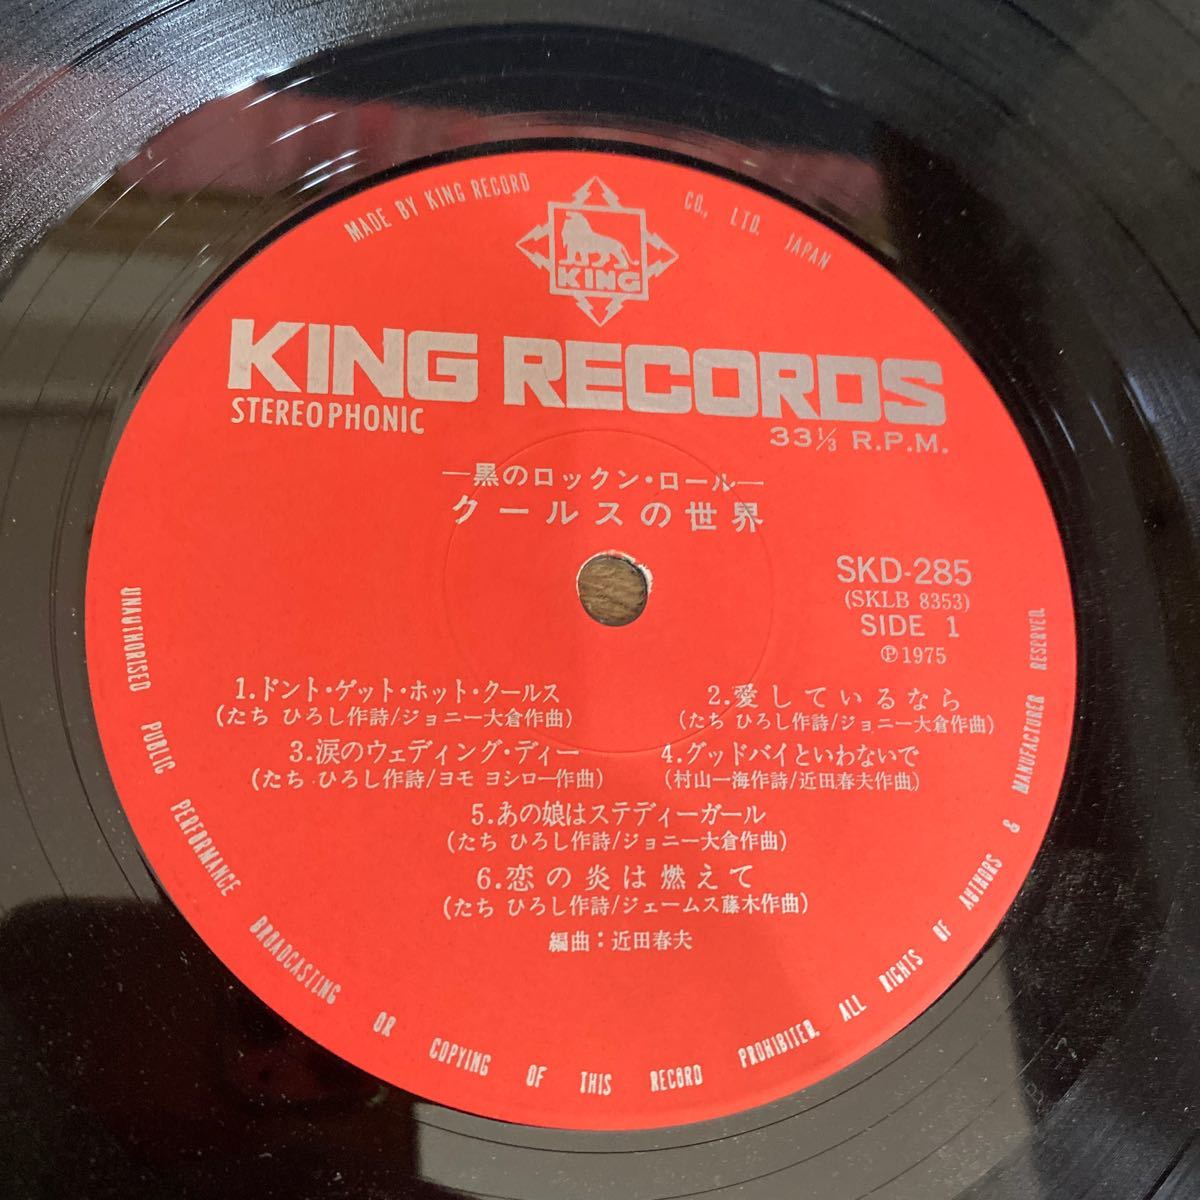 MADE BY KING RECORD CO., LTD. JAPAN
KING
KING RECORDS
STEREOPHONIC
33 1/3 R.P.M.
—黒のロックン・ロール—
クールスの世界
SKD-285
(SKLB 8353)
SIDE 1
Ⓟ1975
1.ドント・ゲット・ホット・クールス
(たち ひろし作詩/ジョニー大倉作曲)
2.愛しているなら
(たち ひろし作詩/ジョニー大倉作曲)
3.涙のウェディング・ディー
(たち ひろし作詩/ヨモ ヨシロー作曲)
4.グッドバイといわないで
(村山一海作詩/近田春夫作曲)
5.あの娘はステディーガール
(たち ひろし作詩/ジョニー大倉作曲)
6.恋の炎は燃えて
(たち ひろし作詩/ジェームス藤木作曲)
編曲:近田春夫
UNAUTHORISED PUBLIC PERFORMANCE BROADCASTING OR COPYING OF THIS RECORD PROHIBITED. ALL RIGHTS OF AUTHORS & MANUFACTURER RESERVED.